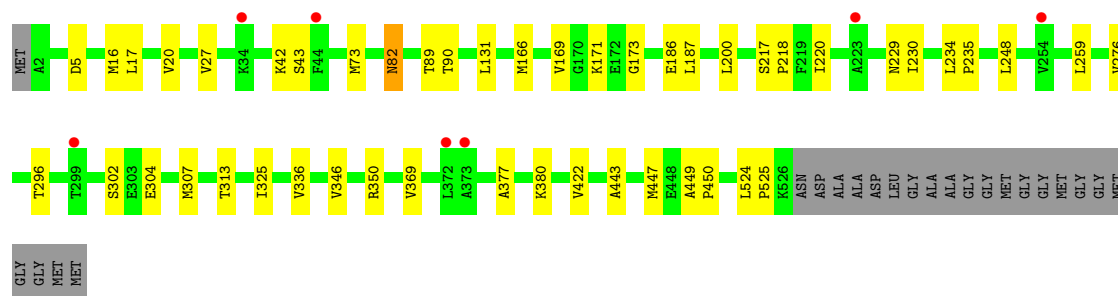 MET A2 D5 M16 L17 V20 V27 K34 K42 S43 F44 M73 N82 T89 T90 L131 M166 V169 G170 K171 E172 G173 E186 L187 L200 S217 P218 F219 I220 A223 N229 I230 L234 P235 L248 V254 L259 V276
T296 T299 S302 E303 E304 M307 T313 I325 V336 V346 R350 V369 L372 A373 A377 K380 V422 A443 M447 E448 A449 P450 L524 P525 K526 ASN ASP ALA ALA ASP LEU GLY ALA ALA GLY GLY MET GLY GLY MET GLY GLY MET
GLY GLY MET MET